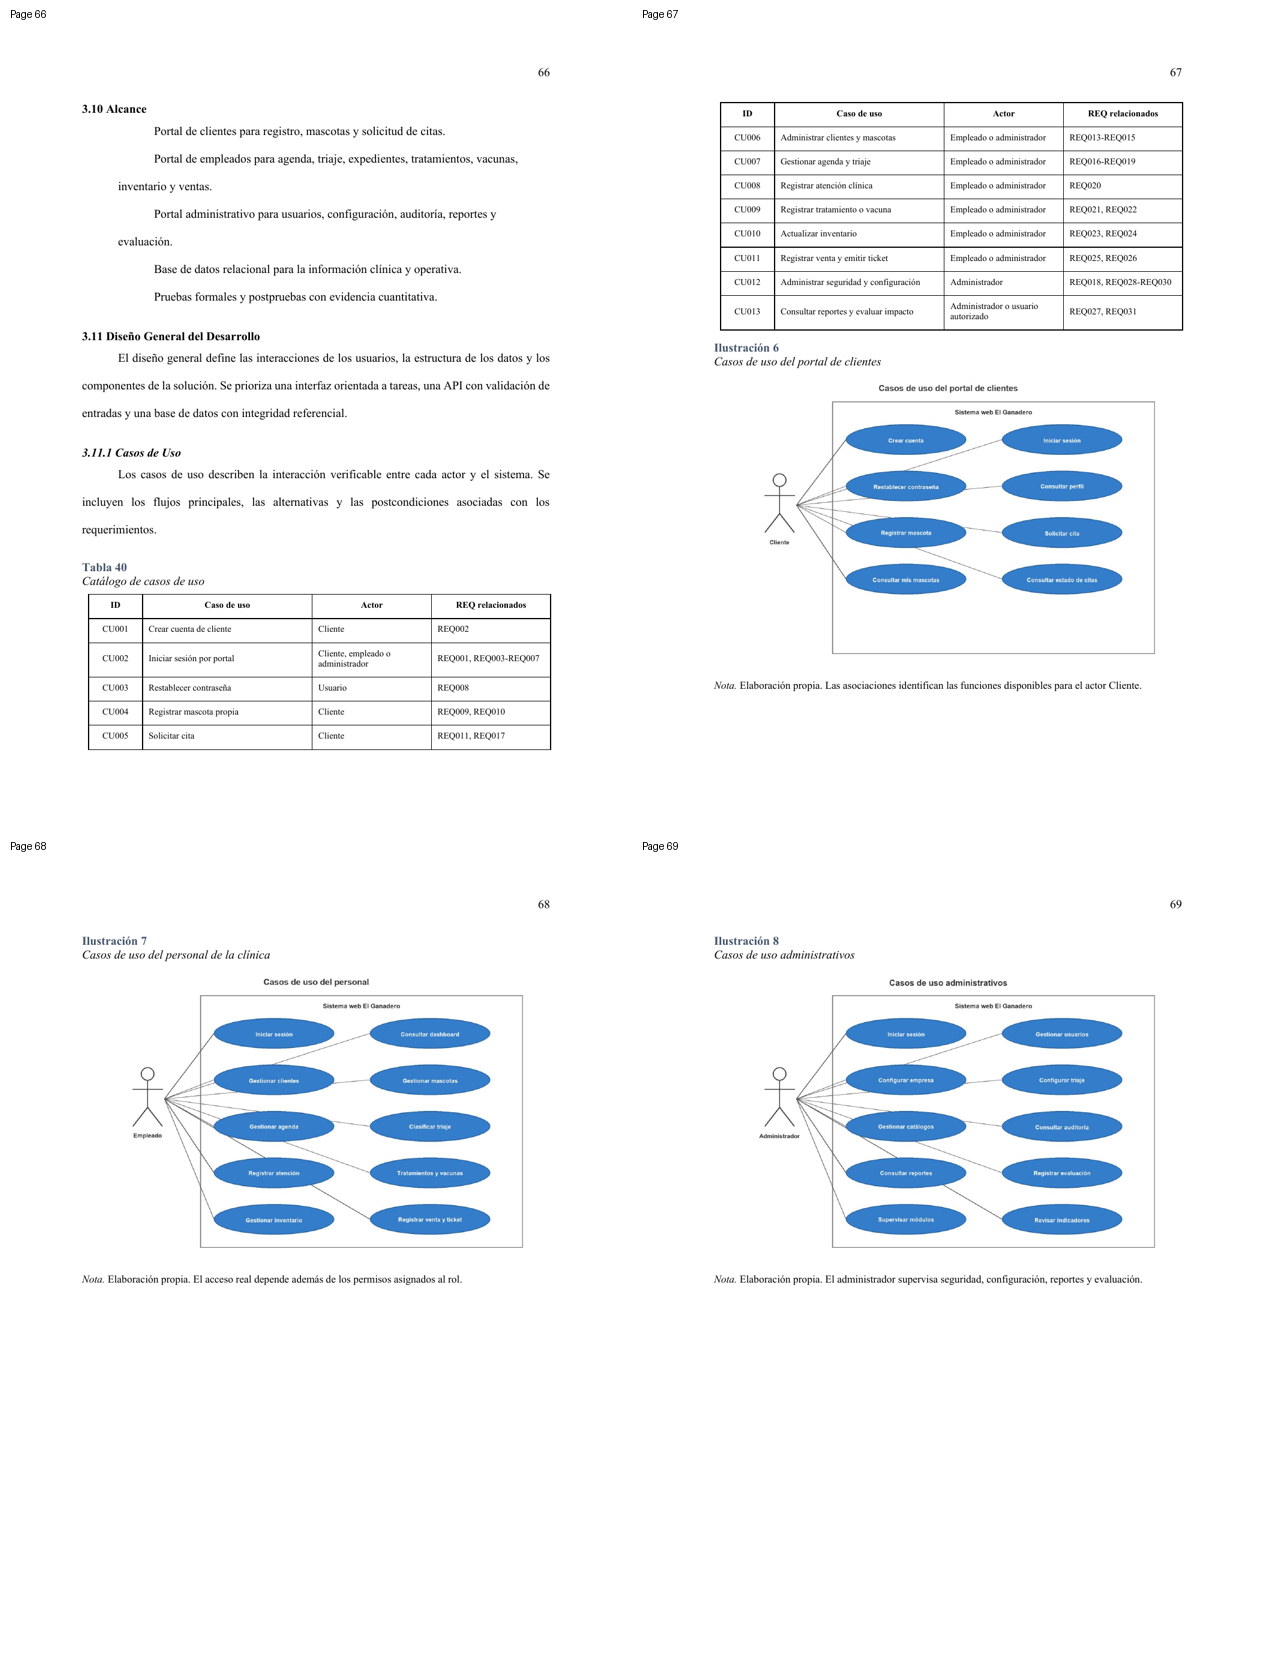 Page 66
66
3.10 Alcance
Portal de clientes para registro, mascotas y solicitud de citas.
Portal de empleados para agenda, triaje, expedientes, tratamientos, vacunas,
inventario y ventas.
Portal administrativo para usuarios, configuración, auditoría, reportes y
evaluación.
Base de datos relacional para la información clínica y operativa.
Pruebas formales y postpruebas con evidencia cuantitativa.
3.11 Diseño General del Desarrollo
El diseño general define las interacciones de los usuarios, la estructura de los datos y los
componentes de la solución. Se prioriza una interfaz orientada a tareas, una API con validación de
entradas y una base de datos con integridad referencial.
3.11.1 Casos de Uso
Los casos de uso describen la interacción verificable entre cada actor y el sistema. Se
incluyen los flujos principales, las alternativas y las postcondiciones asociadas con los
requerimientos.
Tabla 40
Catálogo de casos de uso
ID Caso de uso Actor REQ relacionados
CU001 Crear cuenta de cliente Cliente REQ002
CU002 Iniciar sesión por portal Cliente, empleado o administrador REQ001, REQ003-REQ007
CU003 Restablecer contraseña Usuario REQ008
CU004 Registrar mascota propia Cliente REQ009, REQ010
CU005 Solicitar cita Cliente REQ011, REQ017
Page 67
67
ID Caso de uso Actor REQ relacionados
CU006 Administrar clientes y mascotas Empleado o administrador REQ013-REQ015
CU007 Gestionar agenda y triaje Empleado o administrador REQ016-REQ019
CU008 Registrar atención clínica Empleado o administrador REQ020
CU009 Registrar tratamiento o vacuna Empleado o administrador REQ021, REQ022
CU010 Actualizar inventario Empleado o administrador REQ023, REQ024
CU011 Registrar venta y emitir ticket Empleado o administrador REQ025, REQ026
CU012 Administrar seguridad y configuración Administrador REQ018, REQ028-REQ030
CU013 Consultar reportes y evaluar impacto Administrador o usuario autorizado REQ027, REQ031
Ilustración 6
Casos de uso del portal de clientes
Casos de uso del portal de clientes
Sistema web El Ganadero
Crear cuenta Iniciar sesión
Restablecer contraseña Consultar perfil
Registrar mascota Solicitar cita
Cliente
Consultar mis mascotas Consultar estado de citas
Nota. Elaboración propia. Las asociaciones identifican las funciones disponibles para el actor Cliente.
Page 68
68
Ilustración 7
Casos de uso del personal de la clínica
Casos de uso del personal
Sistema web El Ganadero
Iniciar sesión Consultar dashboard
Gestionar clientes Gestionar mascotas
Gestionar agenda Clasificar triaje
Empleado
Registrar atención Tratamientos y vacunas
Gestionar inventario Registrar venta y ticket
Nota. Elaboración propia. El acceso real depende además de los permisos asignados al rol.
Page 69
69
Ilustración 8
Casos de uso administrativos
Casos de uso administrativos
Sistema web El Ganadero
Iniciar sesión Gestionar usuarios
Configurar empresa Configurar triaje
Gestionar catálogos Consultar auditoría
Administrador
Consultar reportes Registrar evaluación
Supervisar módulos Revisar indicadores
Nota. Elaboración propia. El administrador supervisa seguridad, configuración, reportes y evaluación.